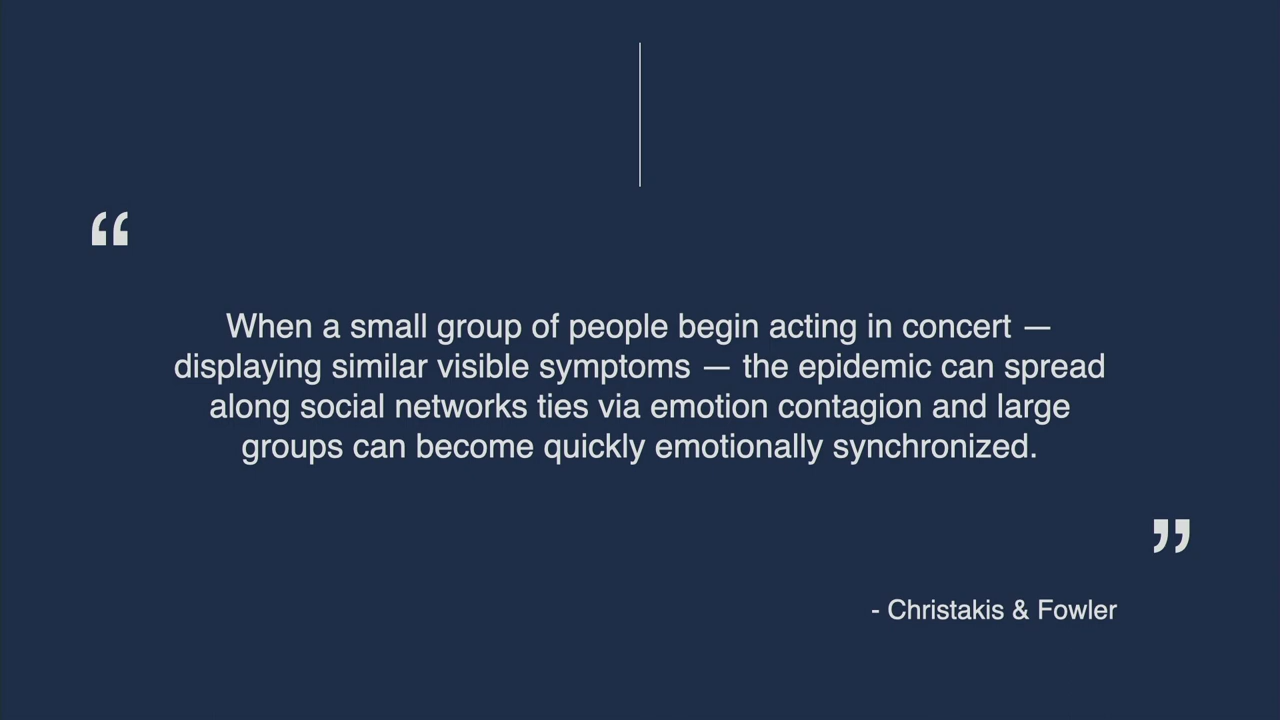 “
When a small group of people begin acting in concert —
displaying similar visible symptoms — the epidemic can spread
along social networks ties via emotion contagion and large
groups can become quickly emotionally synchronized.
”
- Christakis & Fowler